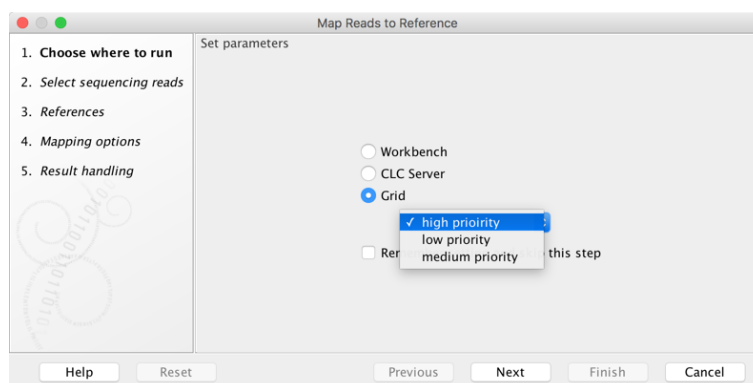 Map Reads to Reference
1. Choose where to run
2. Select sequencing reads
3. References
4. Mapping options
5. Result handling
Set parameters
Workbench
CLC Server
Grid
✓ high prioirity
low priority
medium priority
this step
Help
Reset
Previous
Next
Finish
Cancel